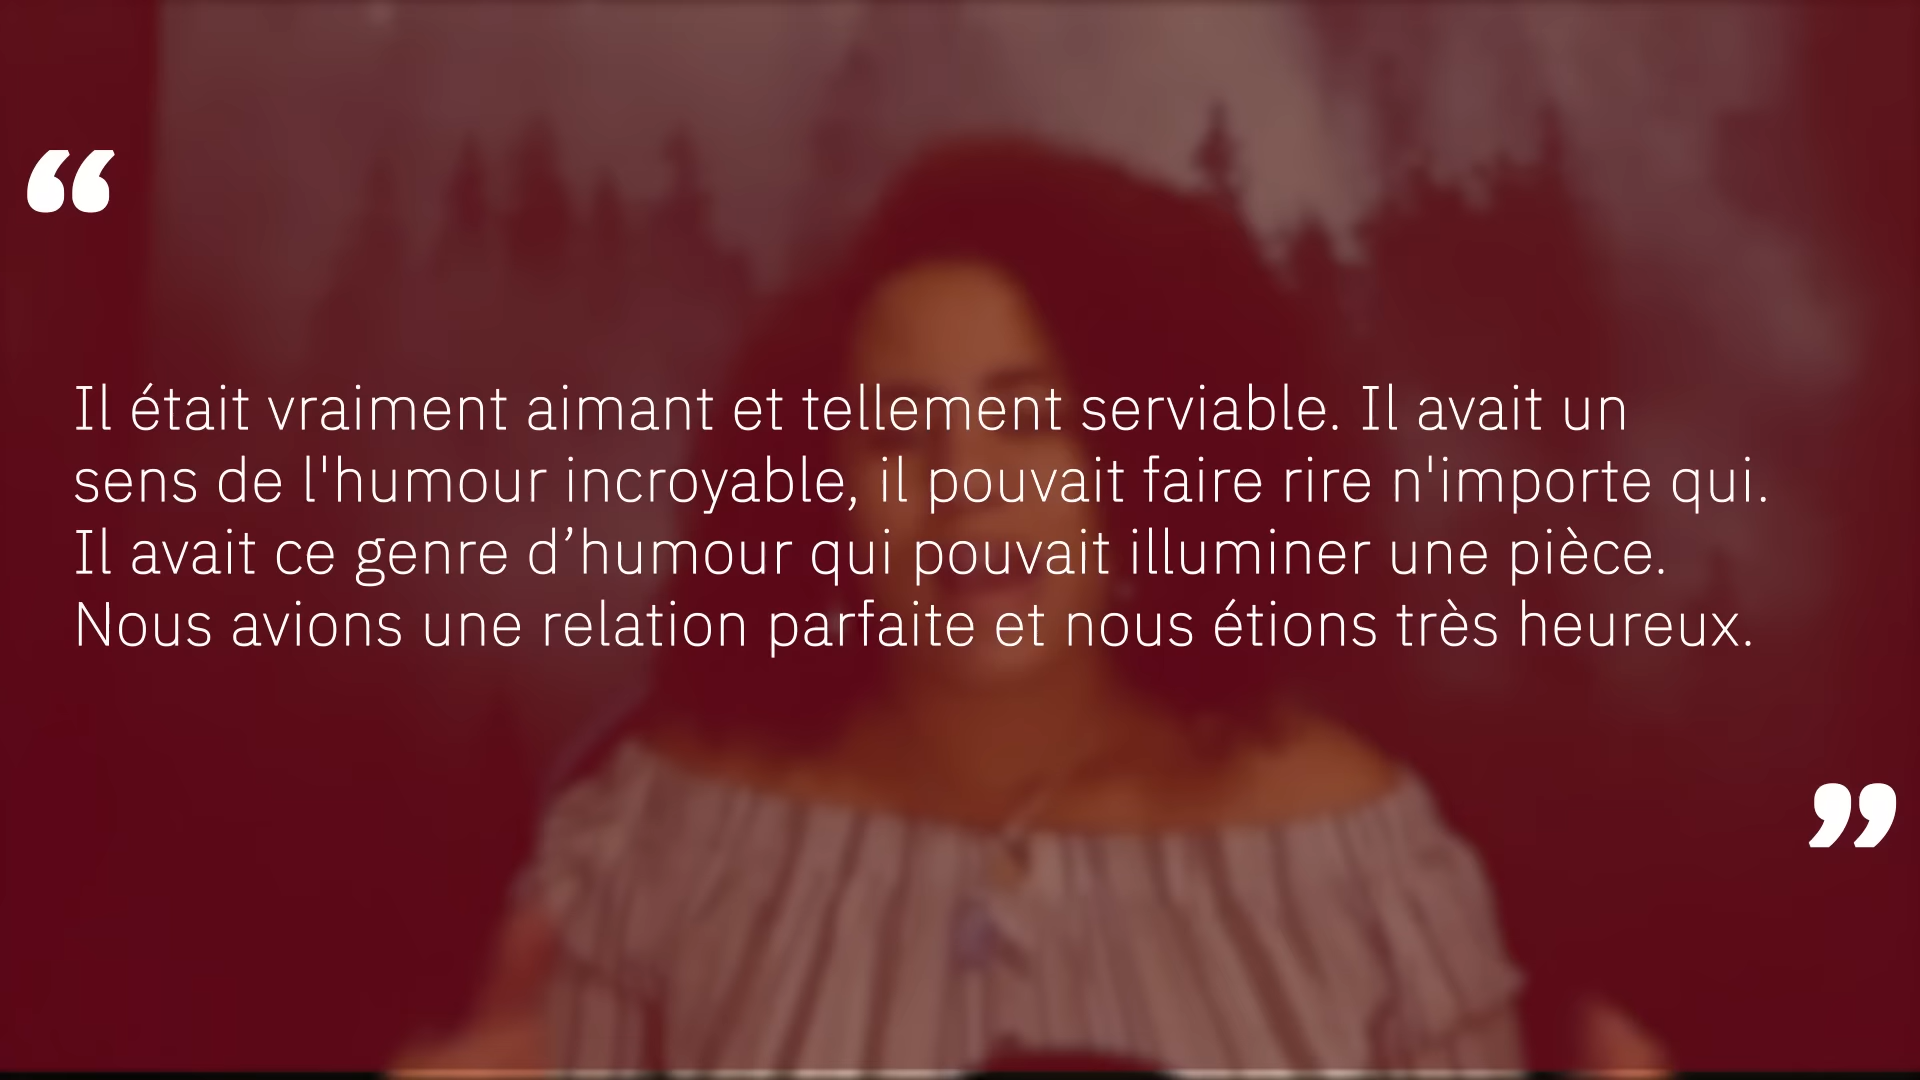 “
Il était vraiment aimant et tellement serviable. Il avait un
sens de l'humour incroyable, il pouvait faire rire n'importe qui.
Il avait ce genre d’humour qui pouvait illuminer une pièce.
Nous avions une relation parfaite et nous étions très heureux.
”